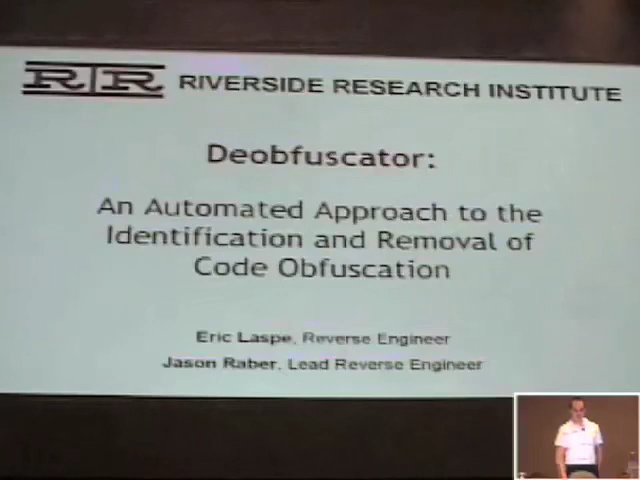 RIR RIVERSIDE RESEARCH INSTITUTE
Deobfuscator:
An Automated Approach to the
Identification and Removal of
Code Obfuscation
Eric Laspe, Reverse Engineer
Jason Raber, Lead Reverse Engineer